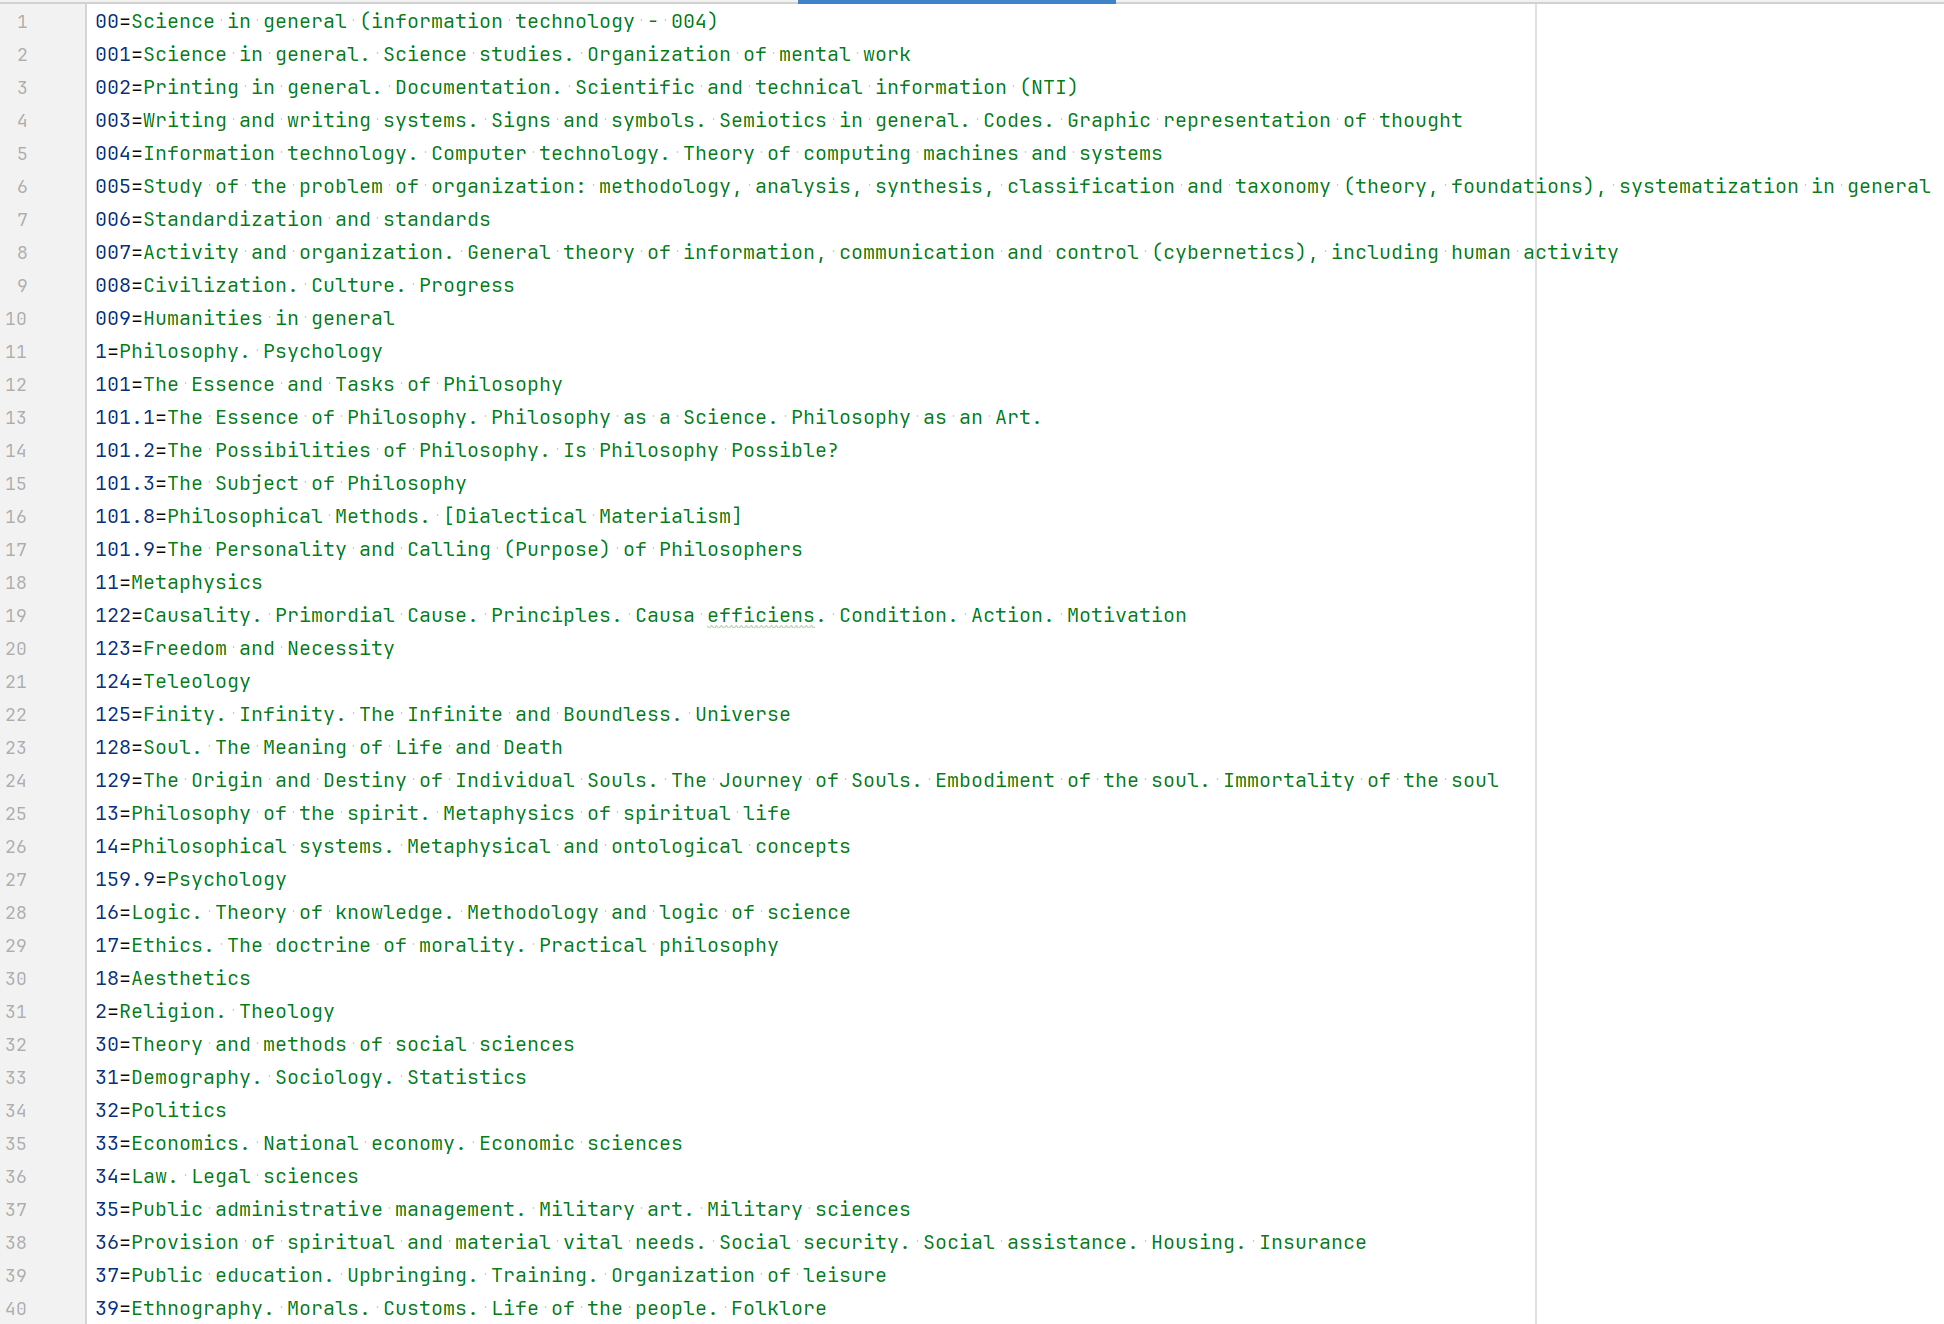 1 00=Science in general (information technology - 004)
2 001=Science in general. Science studies. Organization of mental work
3 002=Printing in general. Documentation. Scientific and technical information (NTI)
4 003=Writing and writing systems. Signs and symbols. Semiotics in general. Codes. Graphic representation of thought
5 004=Information technology. Computer technology. Theory of computing machines and systems
6 005=Study of the problem of organization: methodology, analysis, synthesis, classification and taxonomy (theory, foundations), systematization in general
7 006=Standardization and standards
8 007=Activity and organization. General theory of information, communication and control (cybernetics), including human activity
9 008=Civilization. Culture. Progress
10 009=Humanities in general
11 1=Philosophy. Psychology
12 101=The Essence and Tasks of Philosophy
13 101.1=The Essence of Philosophy. Philosophy as a Science. Philosophy as an Art.
14 101.2=The Possibilities of Philosophy. Is Philosophy Possible?
15 101.3=The Subject of Philosophy
16 101.8=Philosophical Methods. [Dialectical Materialism]
17 101.9=The Personality and Calling (Purpose) of Philosophers
18 11=Metaphysics
19 122=Causality. Primordial Cause. Principles. Causa efficiens. Condition. Action. Motivation
20 123=Freedom and Necessity
21 124=Teleology
22 125=Finity. Infinity. The Infinite and Boundless. Universe
23 128=Soul. The Meaning of Life and Death
24 129=The Origin and Destiny of Individual Souls. The Journey of Souls. Embodiment of the soul. Immortality of the soul
25 13=Philosophy of the spirit. Metaphysics of spiritual life
26 14=Philosophical systems. Metaphysical and ontological concepts
27 159.9=Psychology
28 16=Logic. Theory of knowledge. Methodology and logic of science
29 17=Ethics. The doctrine of morality. Practical philosophy
30 18=Aesthetics
31 2=Religion. Theology
32 30=Theory and methods of social sciences
33 31=Demography. Sociology. Statistics
34 32=Politics
35 33=Economics. National economy. Economic sciences
36 34=Law. Legal sciences
37 35=Public administrative management. Military art. Military sciences
38 36=Provision of spiritual and material vital needs. Social security. Social assistance. Housing. Insurance
39 37=Public education. Upbringing. Training. Organization of leisure
40 39=Ethnography. Morals. Customs. Life of the people. Folklore